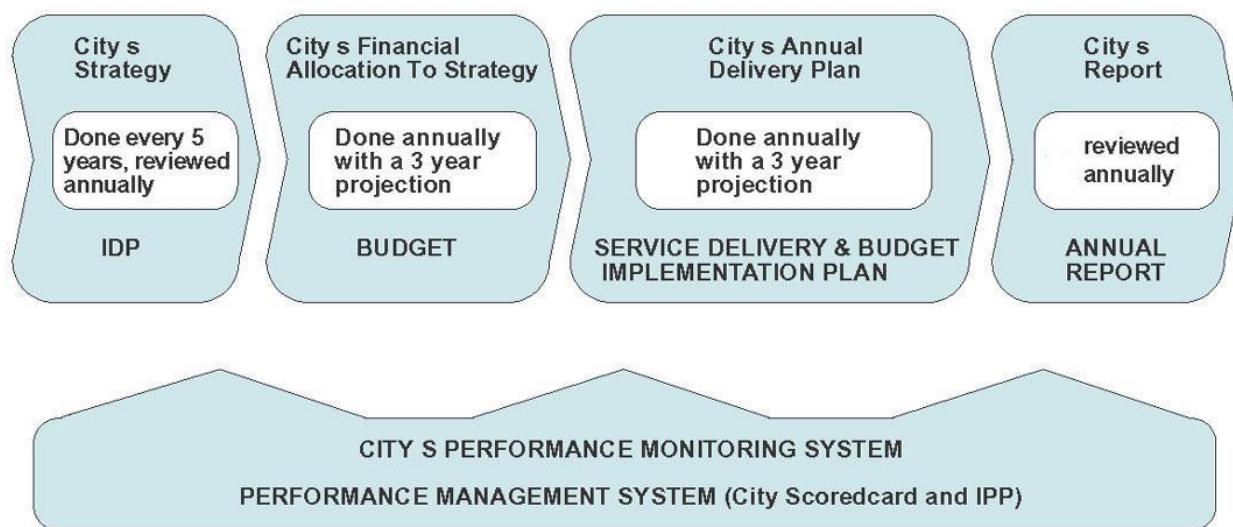 City s
Strategy
Done every 5
years, reviewed
annually
IDP
City s Financial
Allocation To Strategy
Done annually
with a 3 year
projection
BUDGET
City s Annual
Delivery Plan
Done annually
with a 3 year
projection
SERVICE DELIVERY & BUDGET
IMPLEMENTATION PLAN
City s
Report
reviewed
annually
ANNUAL
REPORT
CITY S PERFORMANCE MONITORING SYSTEM
PERFORMANCE MANAGEMENT SYSTEM (City Scoredcard and IPP)